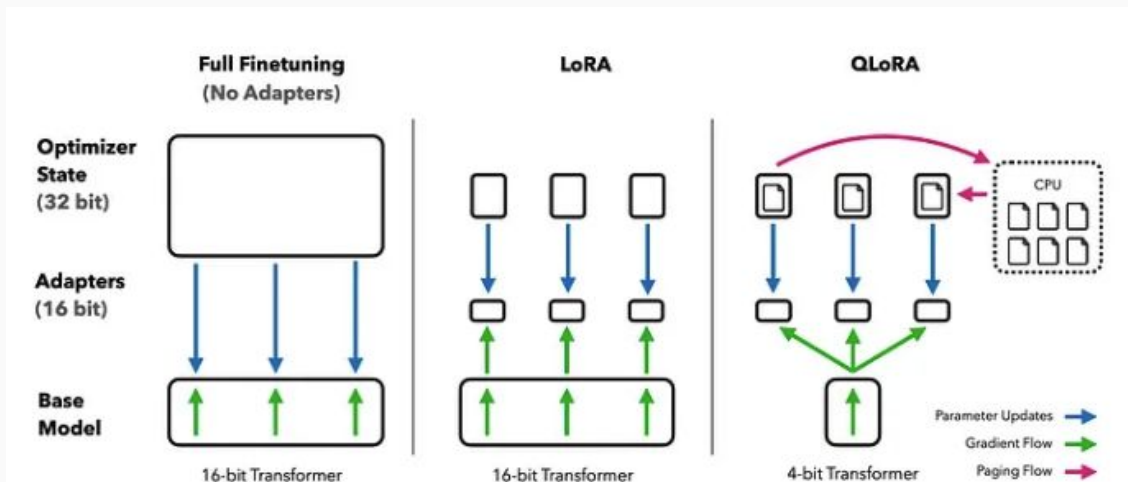 Full Finetuning
(No Adapters)
LoRA
QLoRA
Optimizer
State
(32 bit)
CPU
Adapters
(16 bit)
Base
Model
Parameter Updates
Gradient Flow
Paging Flow
16-bit Transformer
16-bit Transformer
4-bit Transformer